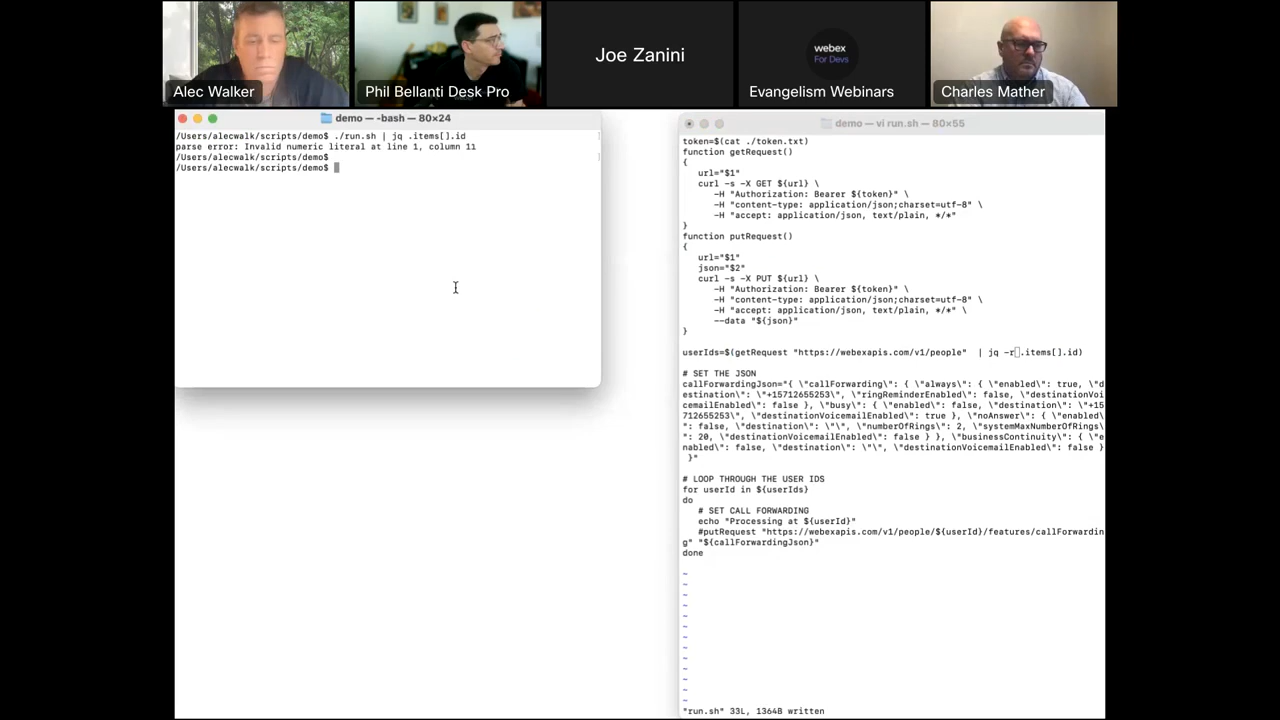 Alec Walker
Phil Bellanti Desk Pro
Joe Zanini
webex
For Devs
Evangelism Webinars
Charles Mather
demo — -bash — 80×24
/Users/alecwalk/scripts/demo$ ./run.sh | jq .items[].id
parse error: Invalid numeric literal at line 1, column 11
/Users/alecwalk/scripts/demo$
/Users/alecwalk/scripts/demo$
demo — vi run.sh — 80×55
token=$(cat ./token.txt)
function getRequest()
{
   url="$1"
   curl -s -X GET ${url} \
      -H "Authorization: Bearer ${token}" \
      -H "content-type: application/json;charset=utf-8" \
      -H "accept: application/json, text/plain, */*"
}
function putRequest()
{
   url="$1"
   json="$2"
   curl -s -X PUT ${url} \
      -H "Authorization: Bearer ${token}" \
      -H "content-type: application/json;charset=utf-8" \
      -H "accept: application/json, text/plain, */*" \
      --data "${json}"
}
userIds=$(getRequest "https://webexapis.com/v1/people"  | jq -r .items[].id)
# SET THE JSON
callForwardingJson="{ \"callForwarding\": { \"always\": { \"enabled\": true, \"d
estination\": \"+15712655253\", \"ringReminderEnabled\": false, \"destinationVoi
cemailEnabled\": false }, \"busy\": { \"enabled\": false, \"destination\": \"+15
712655253\", \"destinationVoicemailEnabled\": true }, \"noAnswer\": { \"enabled\
": false, \"destination\": \"\", \"numberOfRings\": 2, \"systemMaxNumberOfRings\
": 20, \"destinationVoicemailEnabled\": false } }, \"businessContinuity\": { \"e
nabled\": false, \"destination\": \"\", \"destinationVoicemailEnabled\": false }
 }"
# LOOP THROUGH THE USER IDS
for userId in ${userIds}
do
   # SET CALL FORWARDING
   echo "Processing at ${userId}"
   #putRequest "https://webexapis.com/v1/people/${userId}/features/callForwardin
g" "${callForwardingJson}"
done
~
~
~
~
~
~
~
~
~
~
~
~
~
"run.sh" 33L, 1364B written